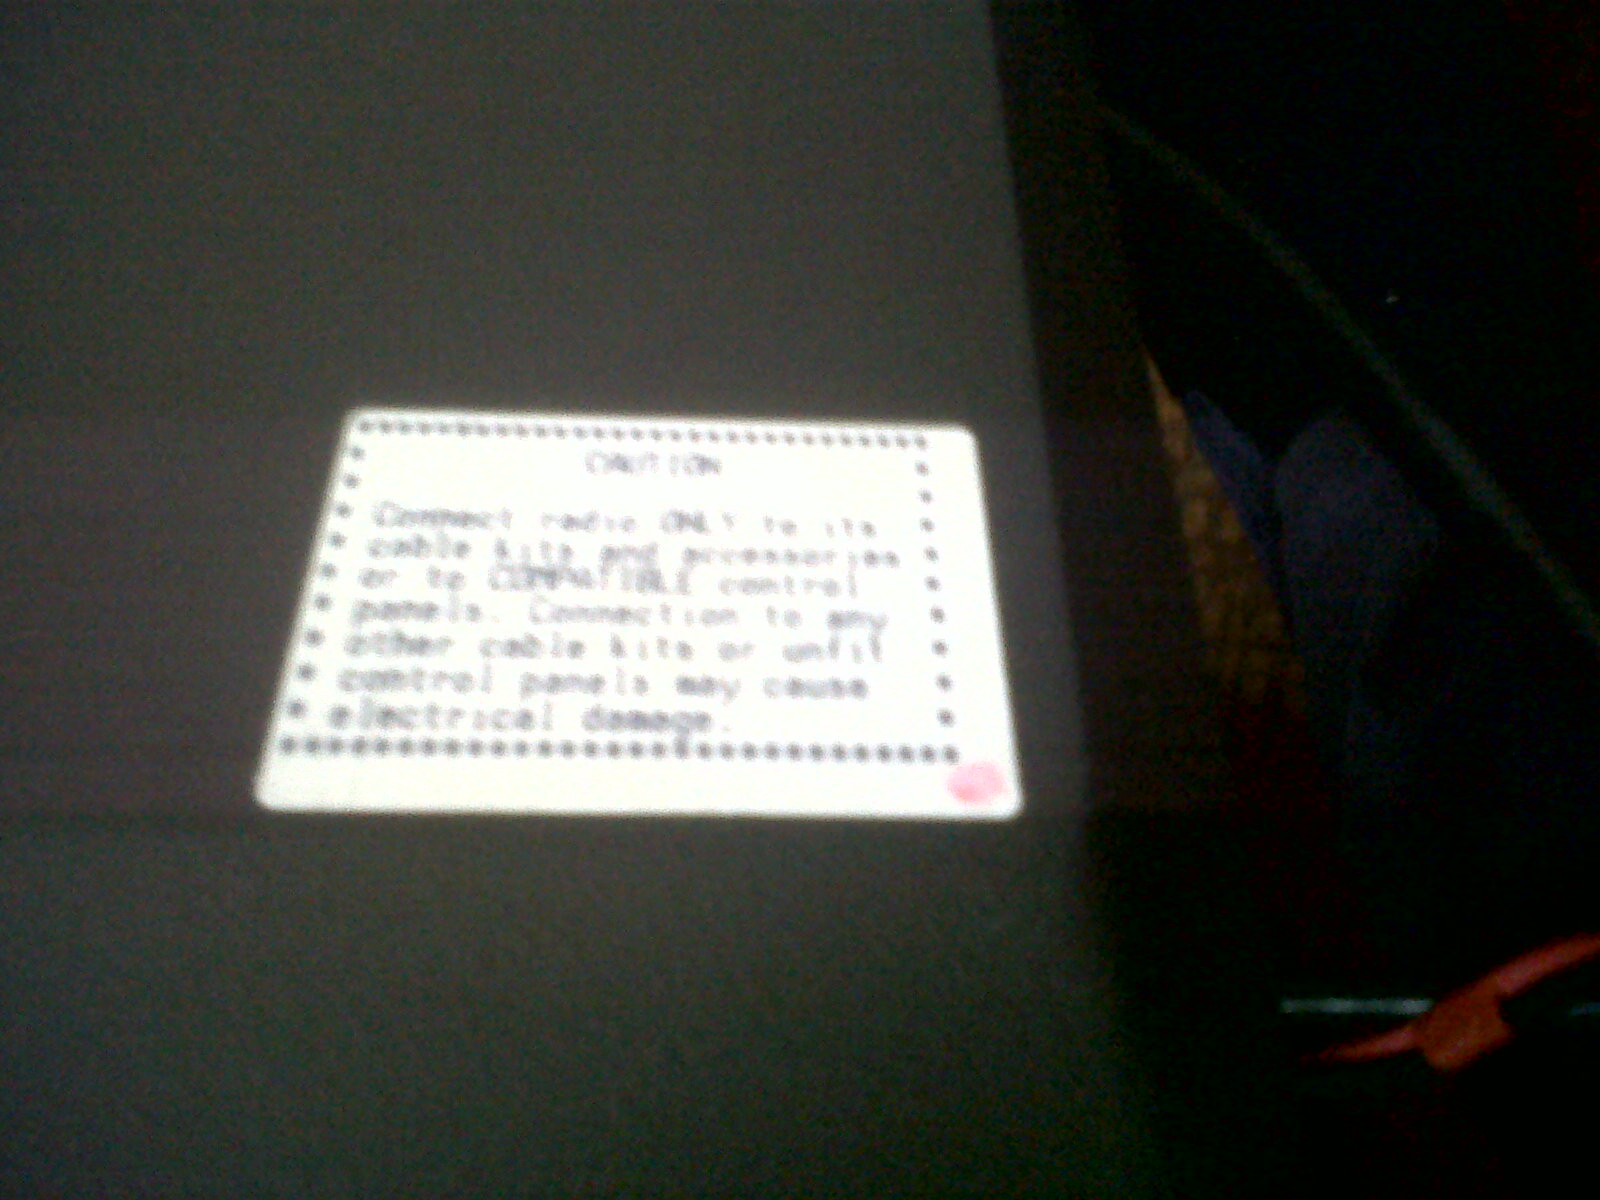 CAUTION
Connect radio ONLY to its
cable kits and accessories
or to COMPATIBLE control
panels. Connection to any
other cable kits or unfit
control panels may cause
electrical damage.